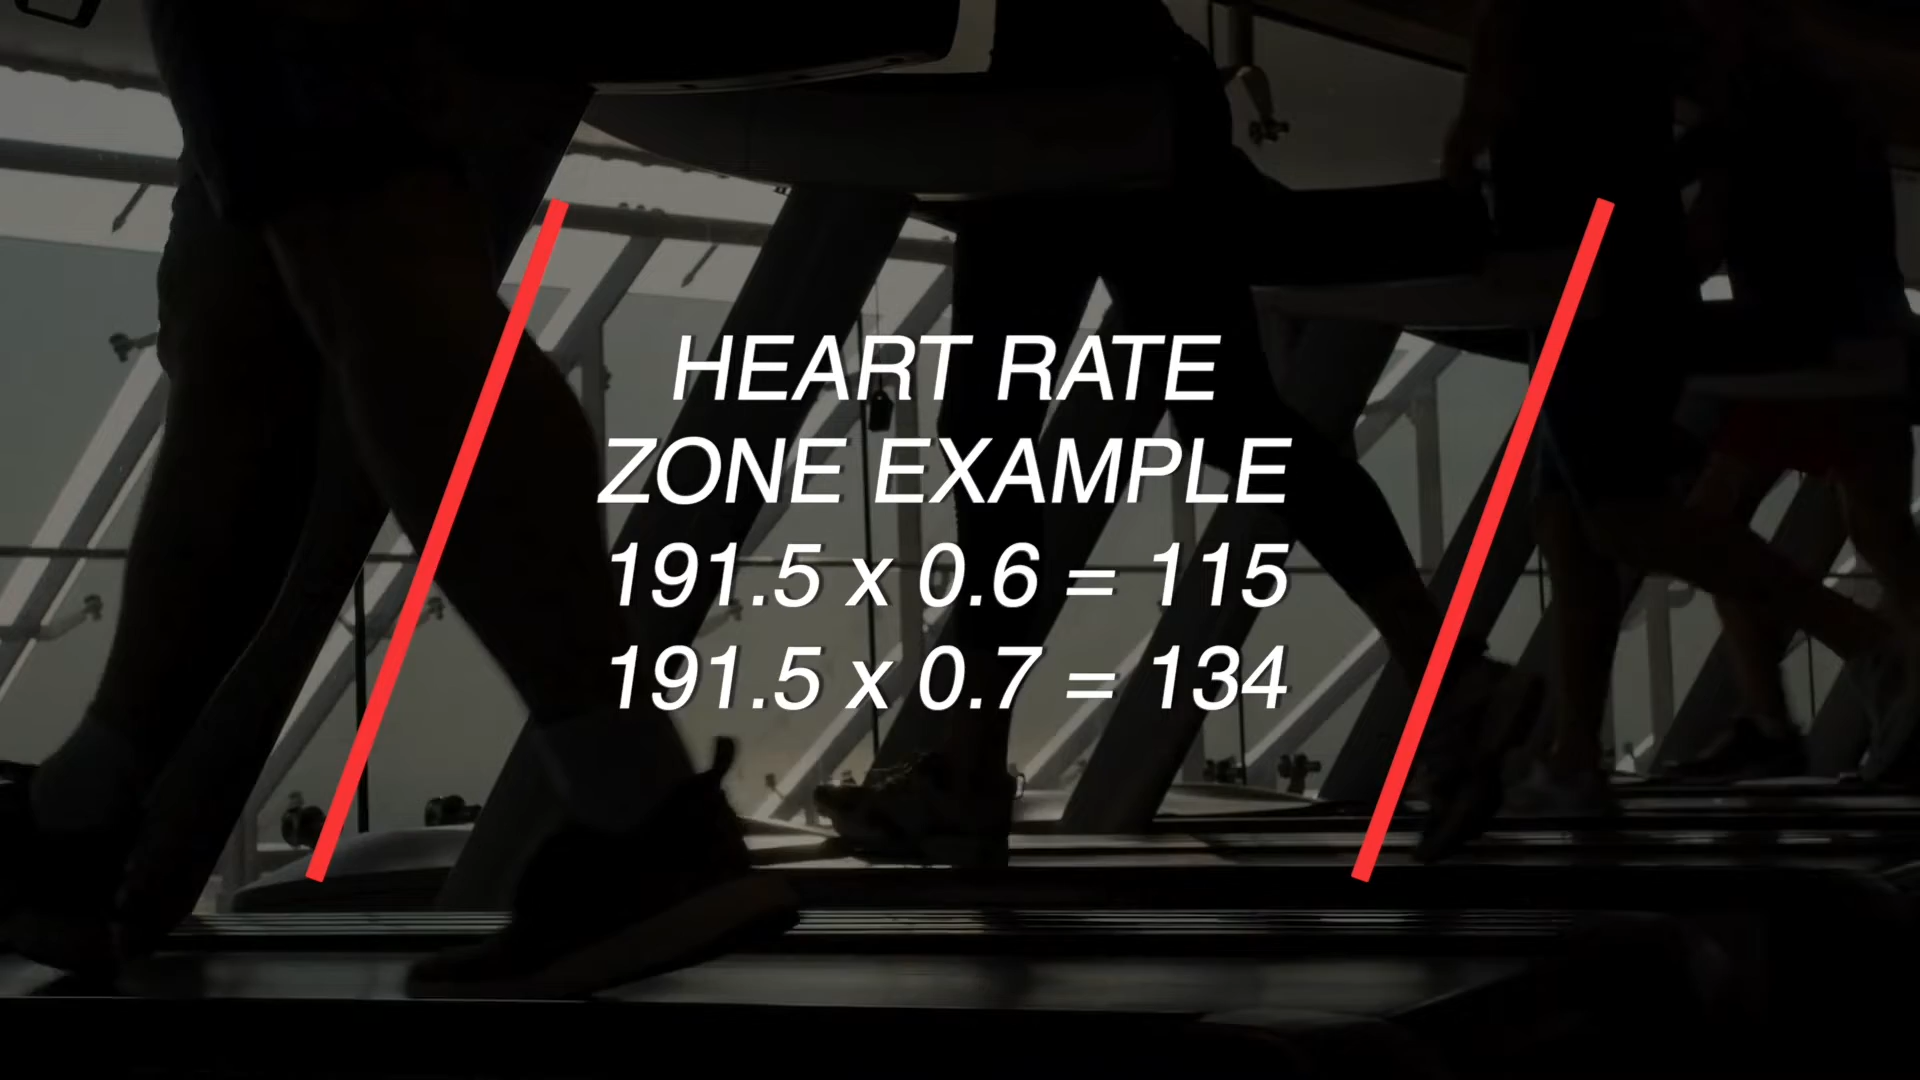 HEART RATE
ZONE EXAMPLE
191.5 x 0.6 = 115
191.5 x 0.7 = 134